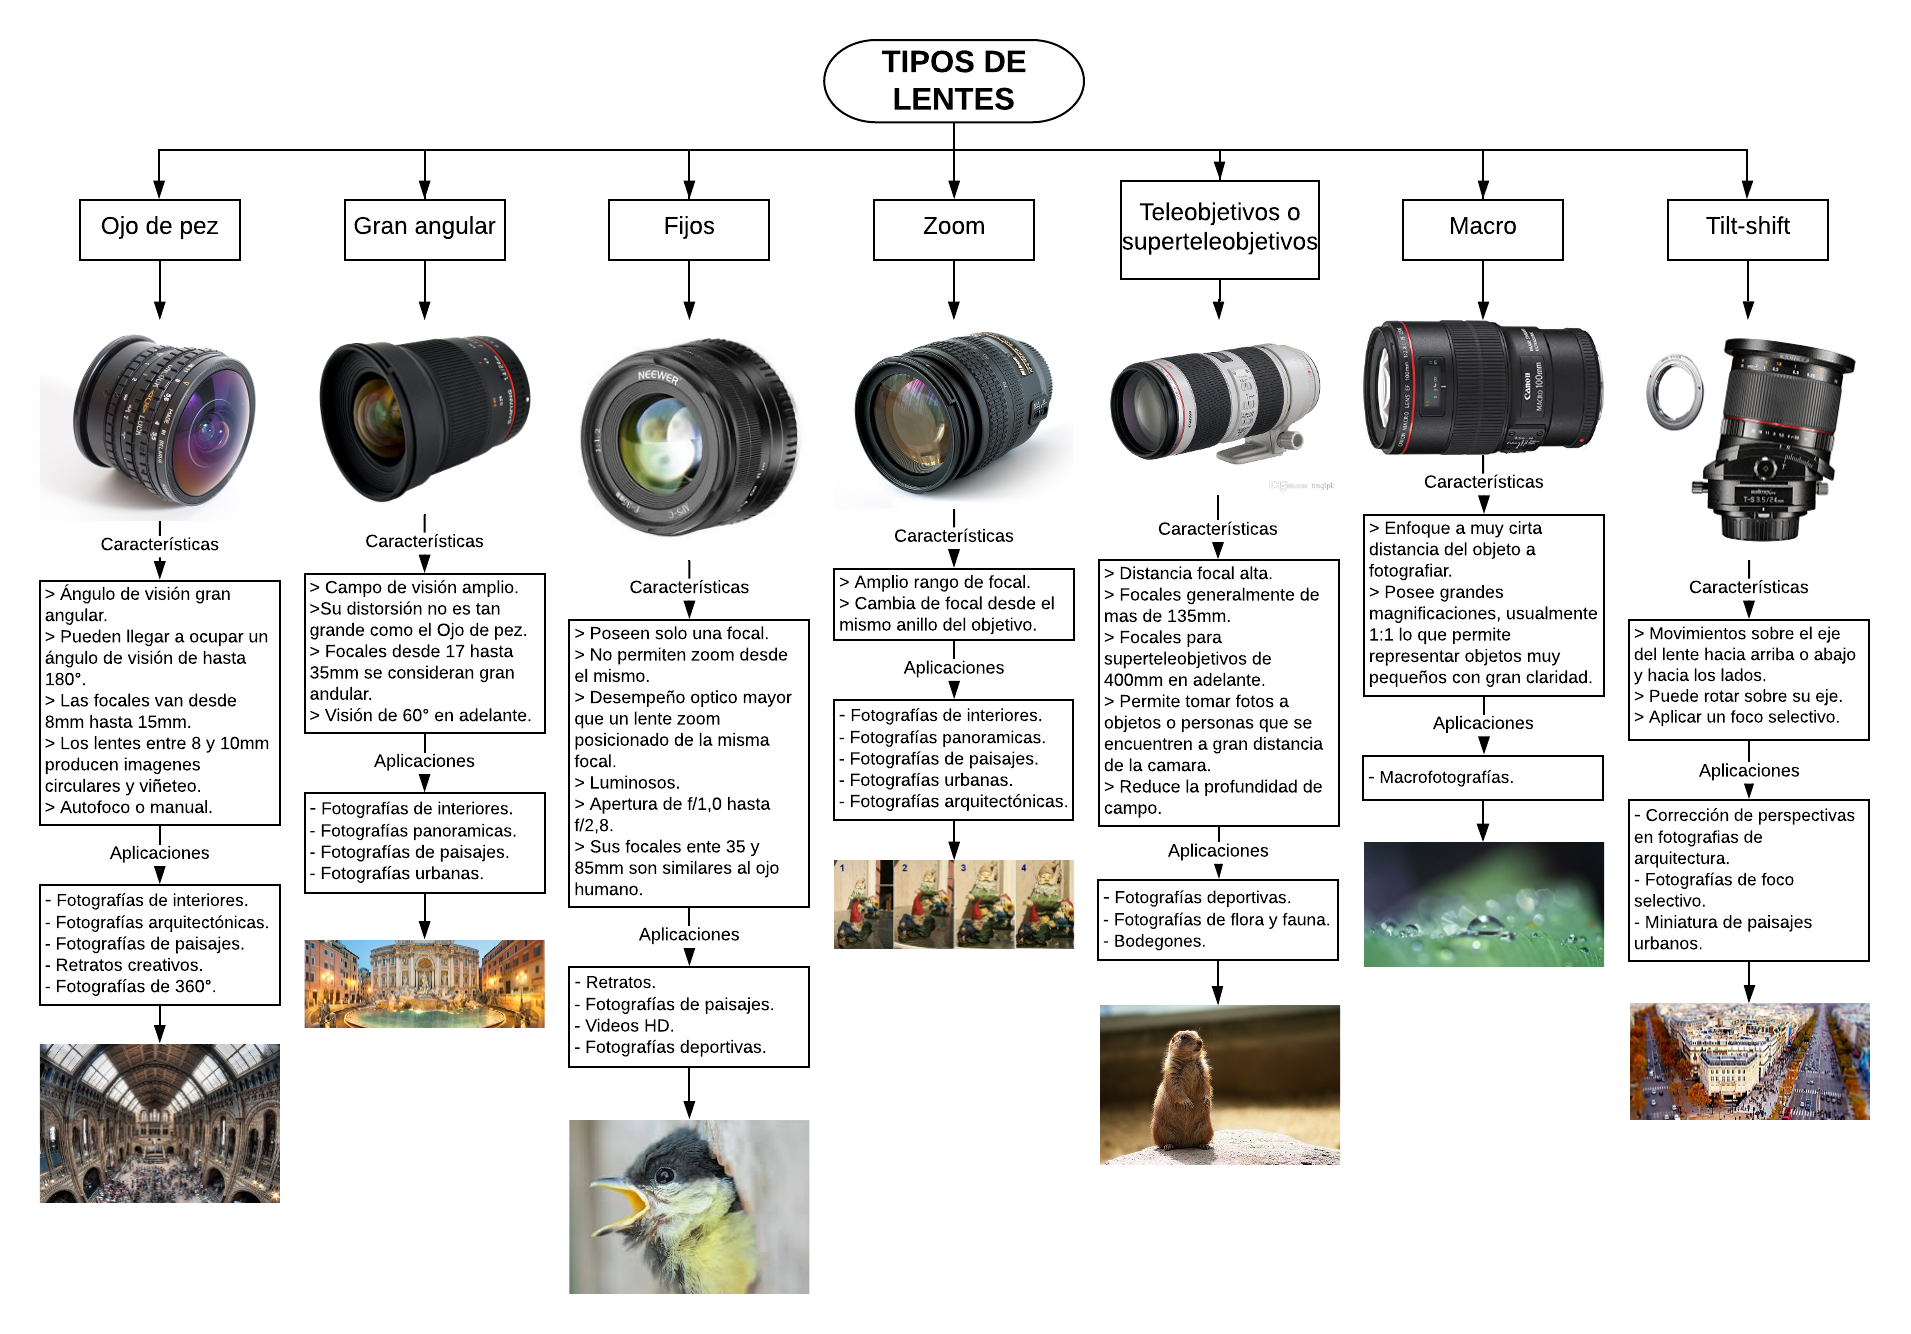 TIPOS DE
LENTES
Ojo de pez
Gran angular
Fijos
Zoom
Teleobjetivos o
superteleobjetivos
Macro
Tilt-shift
Características
> Ángulo de visión gran
angular.
> Pueden llegar a ocupar un
ángulo de visión de hasta
180°.
> Las focales van desde
8mm hasta 15mm.
> Los lentes entre 8 y 10mm
producen imagenes
circulares y viñeteo.
> Autofoco o manual.
Aplicaciones
- Fotografías de interiores.
- Fotografías arquitectónicas.
- Fotografías de paisajes.
- Retratos creativos.
- Fotografías de 360°.
Características
> Campo de visión amplio.
>Su distorsión no es tan
grande como el Ojo de pez.
> Focales desde 17 hasta
35mm se consideran gran
andular.
> Visión de 60° en adelante.
Aplicaciones
- Fotografías de interiores.
- Fotografías panoramicas.
- Fotografías de paisajes.
- Fotografías urbanas.
NEEWER
Características
> Poseen solo una focal.
> No permiten zoom desde
el mismo.
> Desempeño optico mayor
que un lente zoom
posicionado de la misma
focal.
> Luminosos.
> Apertura de f/1,0 hasta
f/2,8.
> Sus focales ente 35 y
85mm son similares al ojo
humano.
Aplicaciones
- Retratos.
- Fotografías de paisajes.
- Videos HD.
- Fotografías deportivas.
Características
> Amplio rango de focal.
> Cambia de focal desde el
mismo anillo del objetivo.
Aplicaciones
- Fotografías de interiores.
- Fotografías panoramicas.
- Fotografías de paisajes.
- Fotografías urbanas.
- Fotografías arquitectónicas.
1 2 3 4
Características
> Distancia focal alta.
> Focales generalmente de
mas de 135mm.
> Focales para
superteleobjetivos de
400mm en adelante.
> Permite tomar fotos a
objetos o personas que se
encuentren a gran distancia
de la camara.
> Reduce la profundidad de
campo.
Aplicaciones
- Fotografías deportivas.
- Fotografías de flora y fauna.
- Bodegones.
Canon
MACRO 100mm
Características
> Enfoque a muy cirta
distancia del objeto a
fotografiar.
> Posee grandes
magnificaciones, usualmente
1:1 lo que permite
representar objetos muy
pequeños con gran claridad.
Aplicaciones
- Macrofotografías.
T-S 3.5/24mm
Características
> Movimientos sobre el eje
del lente hacia arriba o abajo
y hacia los lados.
> Puede rotar sobre su eje.
> Aplicar un foco selectivo.
Aplicaciones
- Corrección de perspectivas
en fotografias de
arquitectura.
- Fotografías de foco
selectivo.
- Miniatura de paisajes
urbanos.